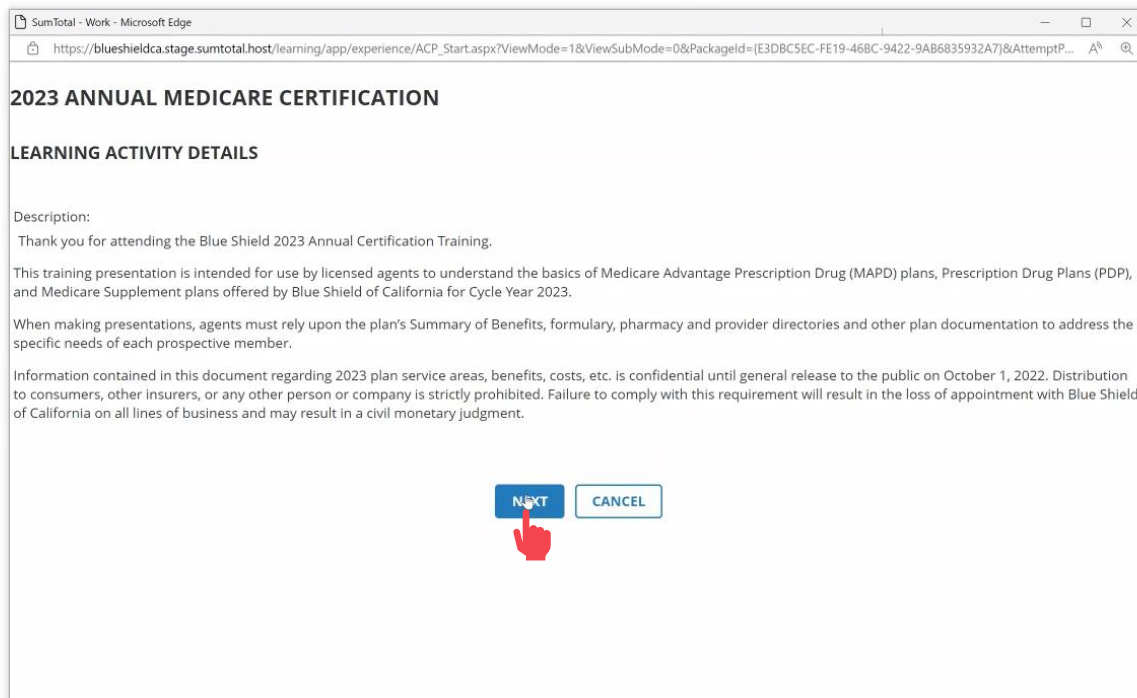 SumTotal - Work - Microsoft Edge
https://blueshieldca.stage.sumtotal.host/learning/app/experience/ACP_Start.aspx?ViewMode=1&ViewSubMode=0&PackageId={E3DBC5EC-FE19-46BC-9422-9AB6835932A7}&AttemptP...
2023 ANNUAL MEDICARE CERTIFICATION
LEARNING ACTIVITY DETAILS
Description:
Thank you for attending the Blue Shield 2023 Annual Certification Training.
This training presentation is intended for use by licensed agents to understand the basics of Medicare Advantage Prescription Drug (MAPD) plans, Prescription Drug Plans (PDP),
and Medicare Supplement plans offered by Blue Shield of California for Cycle Year 2023.
When making presentations, agents must rely upon the plan's Summary of Benefits, formulary, pharmacy and provider directories and other plan documentation to address the
specific needs of each prospective member.
Information contained in this document regarding 2023 plan service areas, benefits, costs, etc. is confidential until general release to the public on October 1, 2022. Distribution
to consumers, other insurers, or any other person or company is strictly prohibited. Failure to comply with this requirement will result in the loss of appointment with Blue Shield
of California on all lines of business and may result in a civil monetary judgment.
NEXT CANCEL